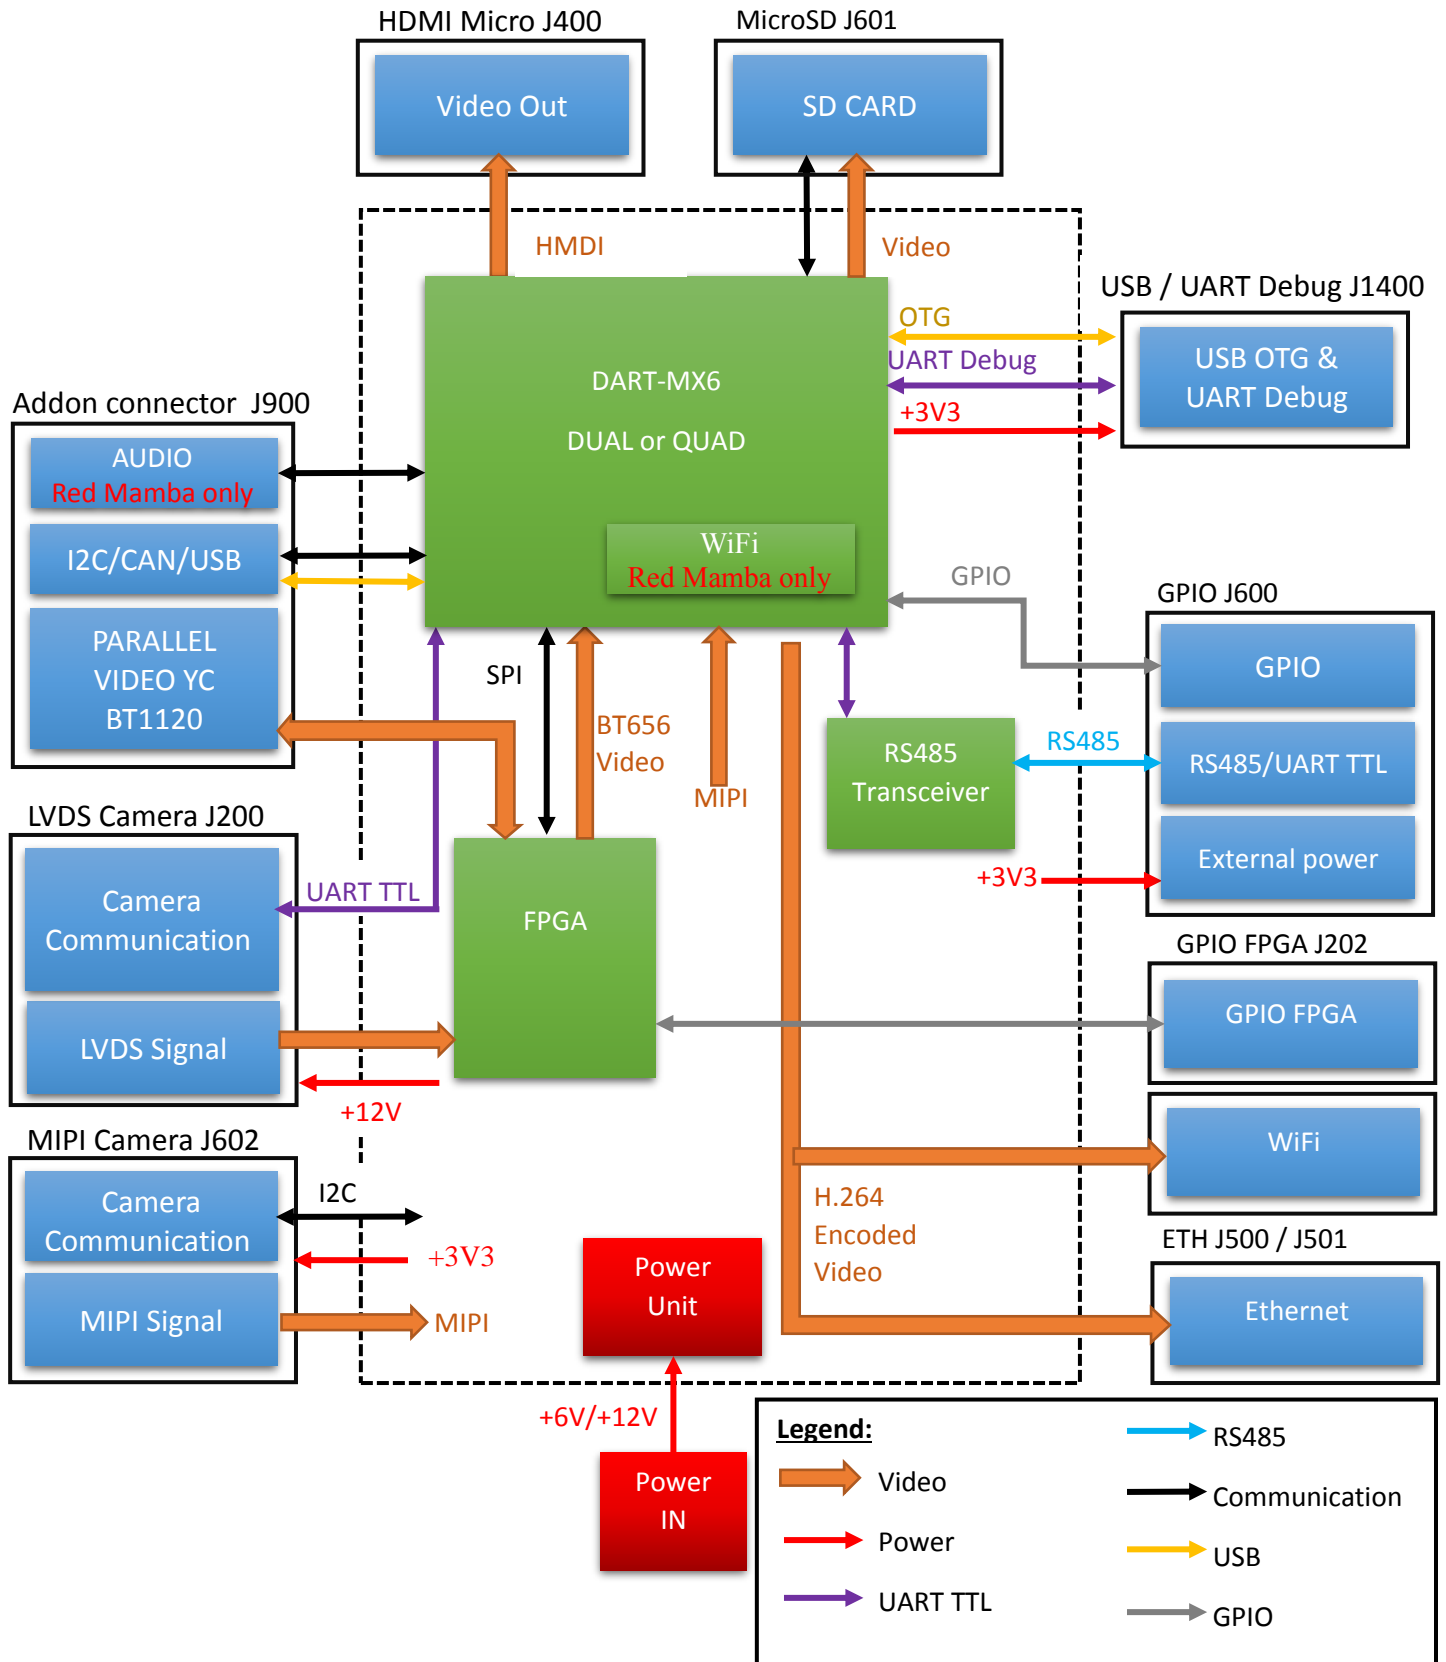 HDMI Micro J400
MicroSD J601
Video Out
SD CARD
HMDI
Video
USB / UART Debug J1400
OTG
UART Debug
+3V3
USB OTG &
UART Debug
DART-MX6
DUAL or QUAD
WiFi
Red Mamba only
Addon connector  J900
AUDIO
Red Mamba only
I2C/CAN/USB
PARALLEL
VIDEO YC
BT1120
GPIO
GPIO J600
GPIO
RS485/UART TTL
External power
SPI
BT656
Video
MIPI
RS485
Transceiver
RS485
+3V3
LVDS Camera J200
Camera
Communication
UART TTL
LVDS Signal
+12V
FPGA
GPIO FPGA J202
GPIO FPGA
WiFi
MIPI Camera J602
Camera
Communication
I2C
+3V3
MIPI Signal
MIPI
H.264
Encoded
Video
ETH J500 / J501
Ethernet
Power
Unit
+6V/+12V
Power
IN
Legend:
Video
Power
UART TTL
RS485
Communication
USB
GPIO